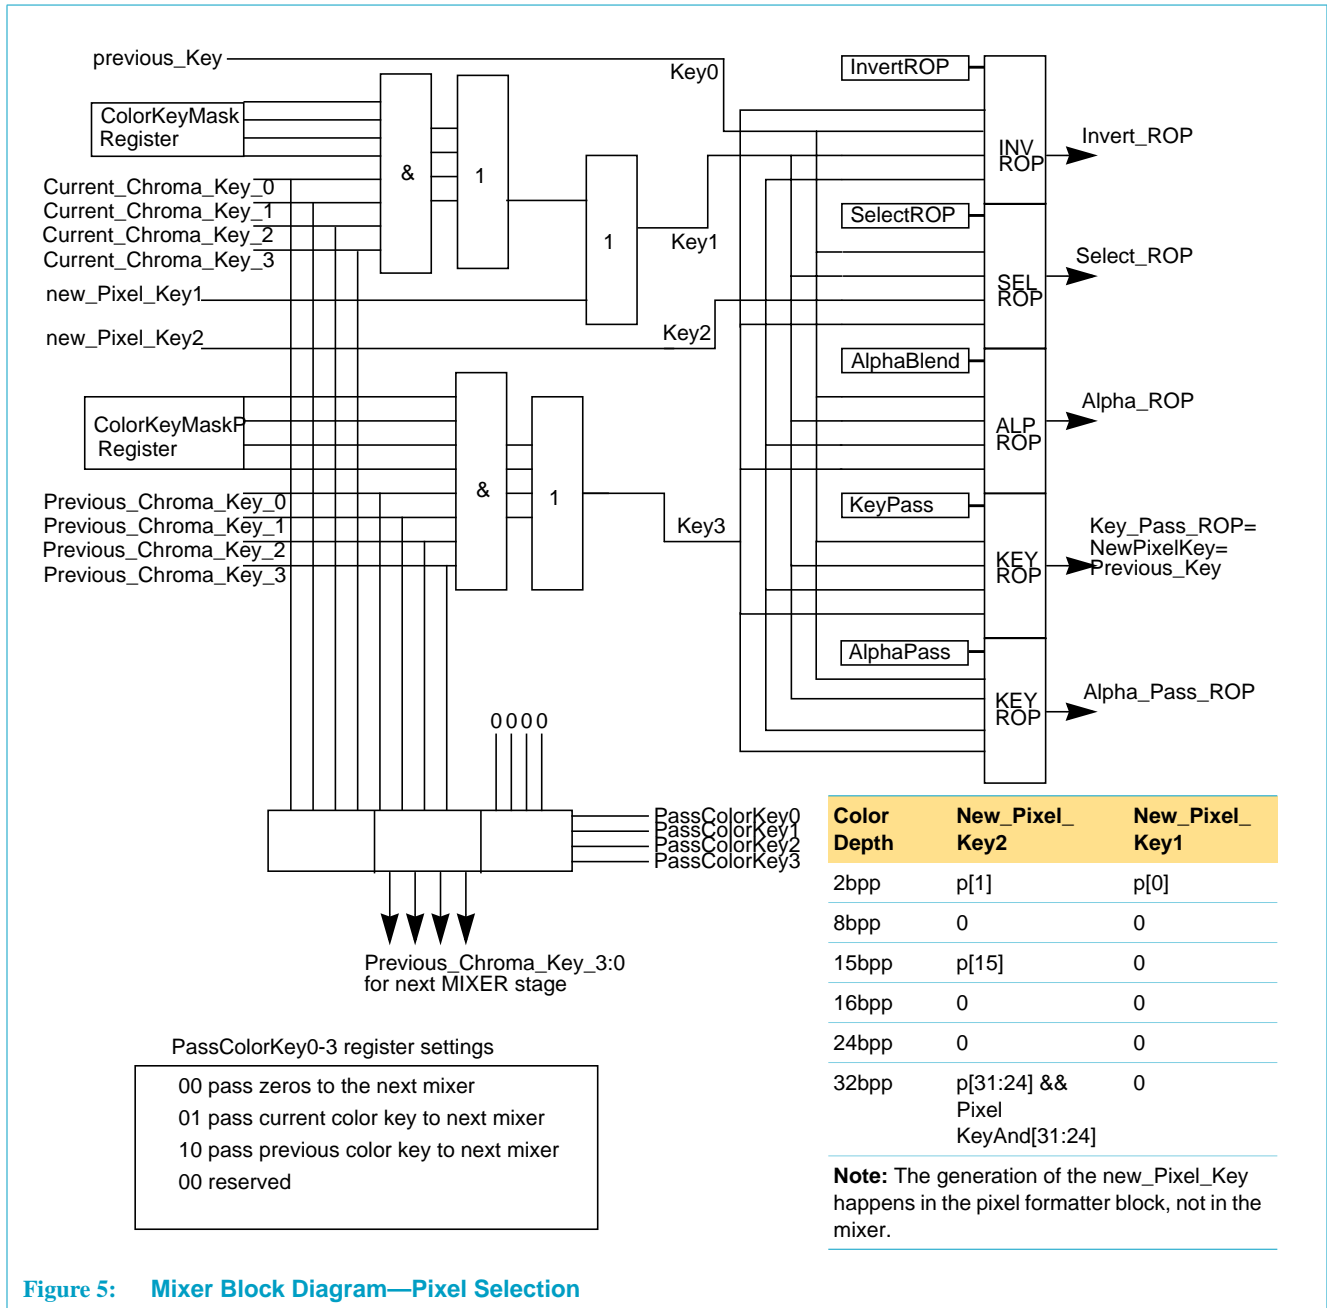 previous_Key
Key0
InvertROP
ColorKeyMask
Register
INV
ROP
Invert_ROP
&
1
Current_Chroma_Key_0
Current_Chroma_Key_1
Current_Chroma_Key_2
Current_Chroma_Key_3
1
Key1
SelectROP
SEL
ROP
Select_ROP
new_Pixel_Key1
new_Pixel_Key2
Key2
AlphaBlend
ColorKeyMaskP
Register
ALP
ROP
Alpha_ROP
&
1
Previous_Chroma_Key_0
Previous_Chroma_Key_1
Previous_Chroma_Key_2
Previous_Chroma_Key_3
Key3
KeyPass
KEY
ROP
Key_Pass_ROP=
NewPixelKey=
Previous_Key
AlphaPass
KEY
ROP
Alpha_Pass_ROP
0 0 0 0
PassColorKey0
PassColorKey1
PassColorKey2
PassColorKey3
Previous_Chroma_Key_3:0
for next MIXER stage
PassColorKey0-3 register settings
00 pass zeros to the next mixer
01 pass current color key to next mixer
10 pass previous color key to next mixer
00 reserved
Color Depth New_Pixel_Key2 New_Pixel_Key1
2bpp p[1] p[0]
8bpp 0 0
15bpp p[15] 0
16bpp 0 0
24bpp 0 0
32bpp p[31:24] && 0
Pixel
KeyAnd[31:24]
Note: The generation of the new_Pixel_Key
happens in the pixel formatter block, not in the
mixer.
Figure 5: Mixer Block Diagram—Pixel Selection